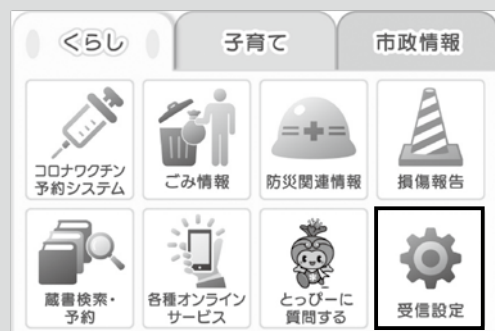 くらし
子育て
市政情報
コロナワクチン
予約システム
ごみ情報
防災関連情報
損傷報告
蔵書検索・
予約
各種オンライン
サービス
とっぴーに
質問する
受信設定